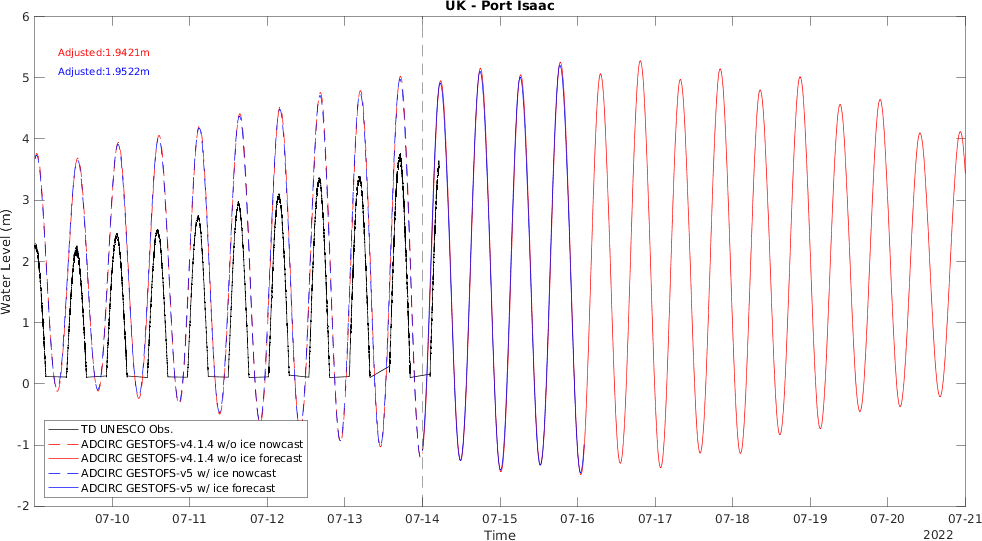 UK - Port Isaac
Adjusted:1.9421m
Adjusted:1.9522m
Water Level (m)
6
5
4
3
2
1
0
-1
-2
TD UNESCO Obs.
ADCIRC GESTOFS-v4.1.4 w/o ice nowcast
ADCIRC GESTOFS-v4.1.4 w/o ice forecast
ADCIRC GESTOFS-v5 w/ ice nowcast
ADCIRC GESTOFS-v5 w/ ice forecast
07-10 07-11 07-12 07-13 07-14 07-15 07-16 07-17 07-18 07-19 07-20 07-21
Time
2022